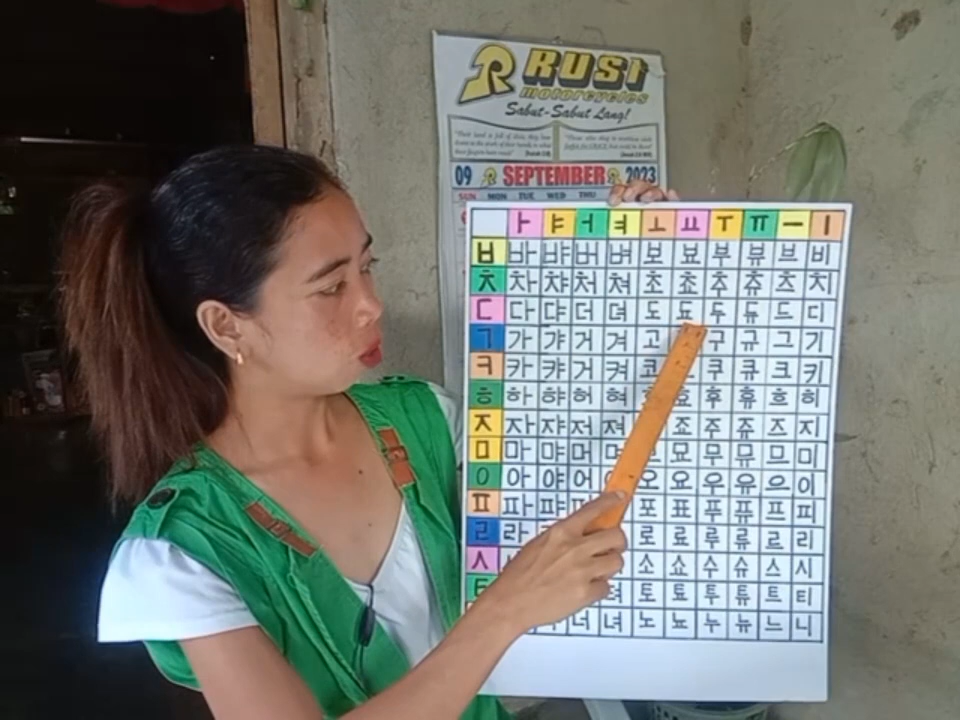 RUSI
motorcycles
Sabut-Sabut Lang!
09 SEPTEMBER 2023
SUN MON TUE WED THU
ㅏ ㅑ ㅓ ㅕ ㅗ ㅛ ㅜ ㅠ ㅡ ㅣ
ㅂ 바 뱌 버 벼 보 뵤 부 뷰 브 비
ㅊ 차 챠 처 쳐 초 쵸 추 츄 츠 치
ㄷ 다 댜 더 뎌 도 됴 두 듀 드 디
ㄱ 가 갸 거 겨 고 구 규 그 기
ㅋ 카 캬 거 켜 코 쿠 큐 크 키
ㅎ 하 햐 허 혀 호 효 후 휴 흐 히
ㅈ 자 쟈 저 져 죠 주 쥬 즈 지
ㅁ 마 먀 머 묘 무 뮤 므 미
ㅇ 아 야 어 오 요 우 유 으 이
ㅍ 파 퍄 포 표 푸 퓨 프 피
ㄹ 라 로 료 루 류 르 리
ㅅ 소 쇼 수 슈 스 시
ㅌ 텨 토 툐 투 튜 트 티
너 녀 노 뇨 누 뉴 느 니